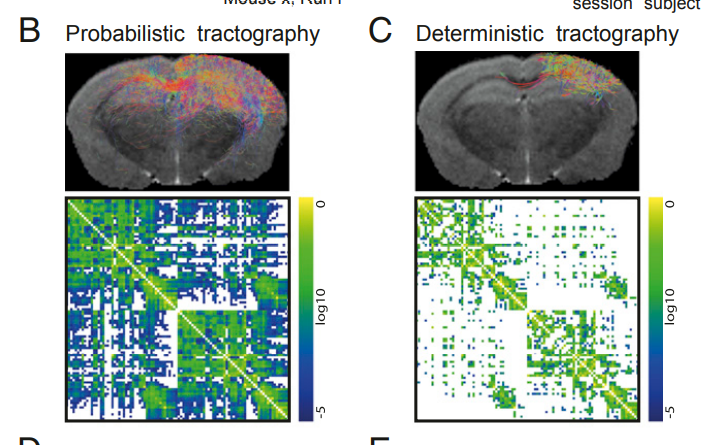 session subject
B Probabilistic tractography
C Deterministic tractography
0
log10
-5
0
log10
-5